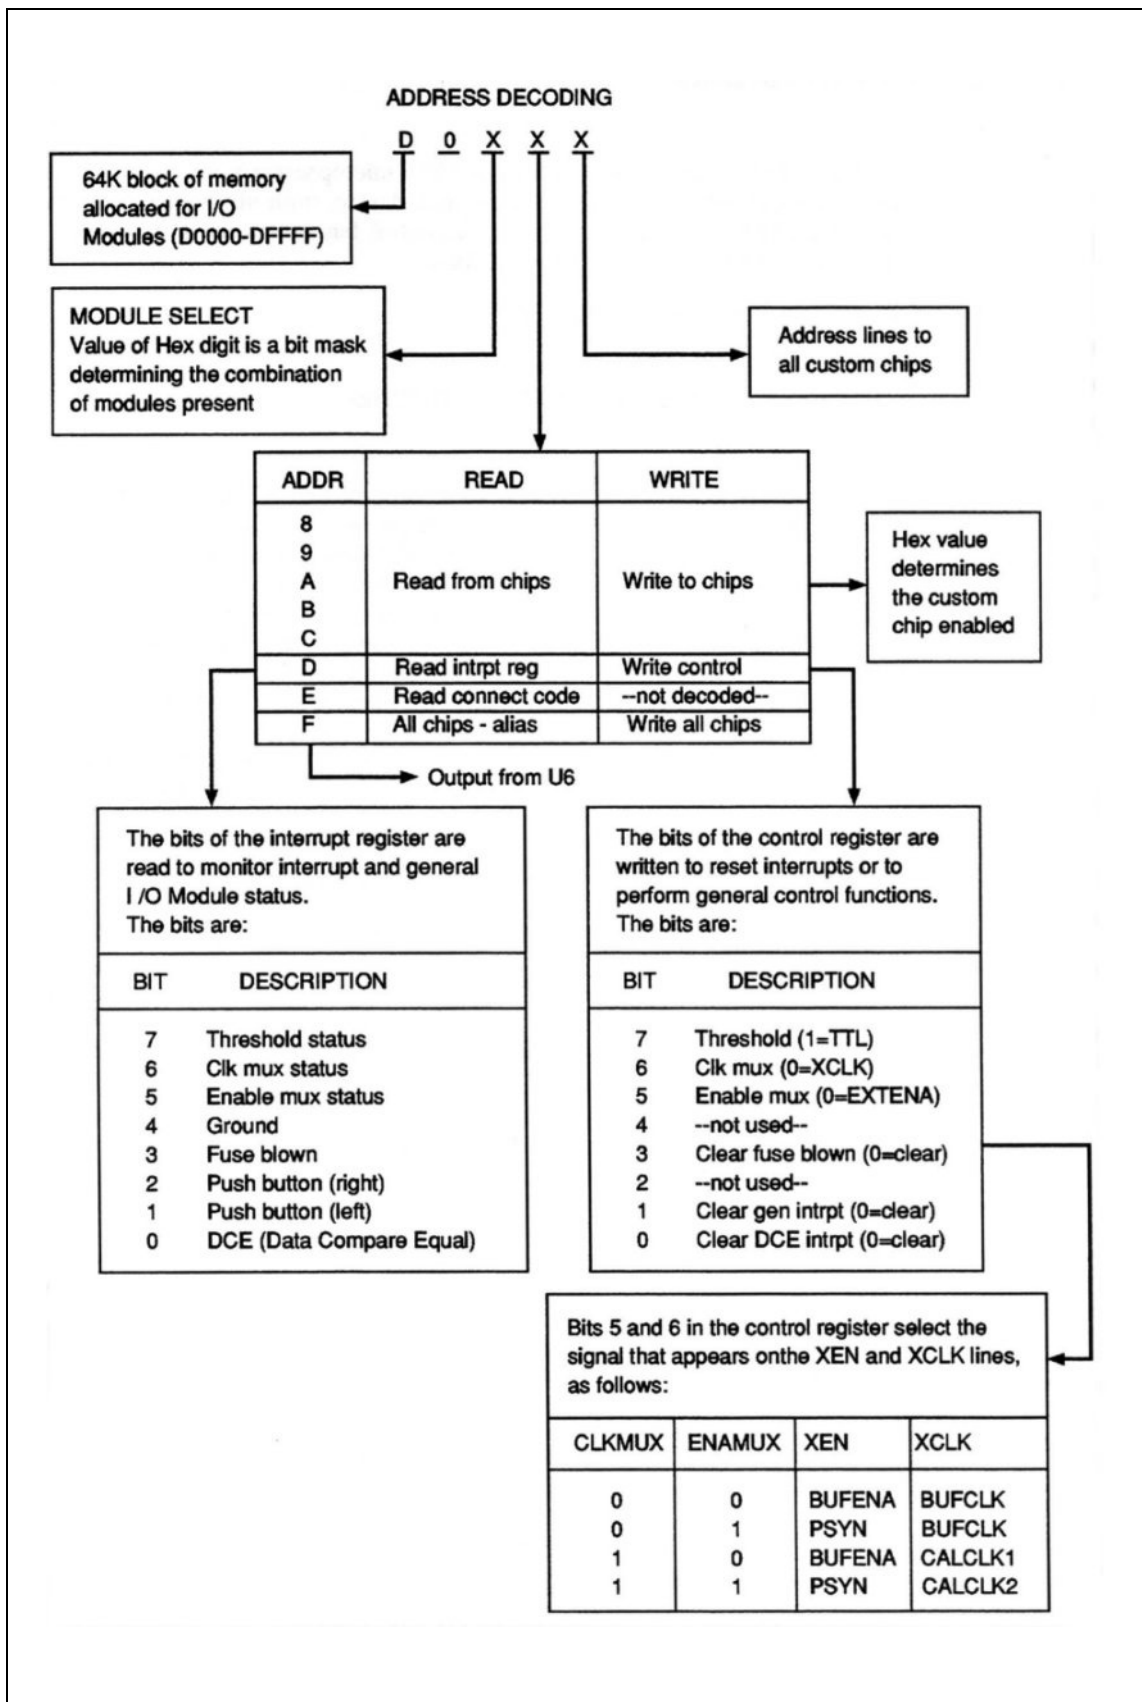 ADDRESS DECODING
D 0 X X X
64K block of memory
allocated for I/O
Modules (D0000-DFFFF)
MODULE SELECT
Value of Hex digit is a bit mask
determining the combination
of modules present
Address lines to
all custom chips
ADDR READ WRITE
8
9
A Read from chips Write to chips
B
C
D Read intrpt reg Write control
E Read connect code --not decoded--
F All chips - alias Write all chips
Hex value
determines
the custom
chip enabled
Output from U6
The bits of the interrupt register are
read to monitor interrupt and general
I /O Module status.
The bits are:
BIT DESCRIPTION
7 Threshold status
6 Clk mux status
5 Enable mux status
4 Ground
3 Fuse blown
2 Push button (right)
1 Push button (left)
0 DCE (Data Compare Equal)
The bits of the control register are
written to reset interrupts or to
perform general control functions.
The bits are:
BIT DESCRIPTION
7 Threshold (1=TTL)
6 Clk mux (0=XCLK)
5 Enable mux (0=EXTENA)
4 --not used--
3 Clear fuse blown (0=clear)
2 --not used--
1 Clear gen intrpt (0=clear)
0 Clear DCE intrpt (0=clear)
Bits 5 and 6 in the control register select the
signal that appears onthe XEN and XCLK lines,
as follows:
CLKMUX ENAMUX XEN XCLK
0 0 BUFENA BUFCLK
0 1 PSYN BUFCLK
1 0 BUFENA CALCLK1
1 1 PSYN CALCLK2